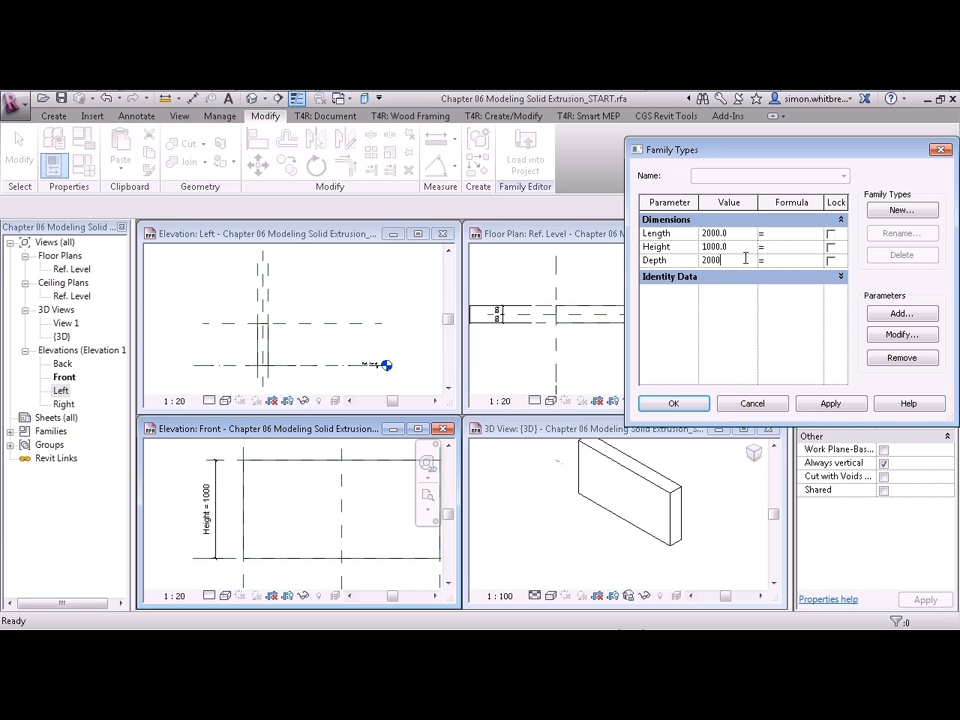 Chapter 06 Modeling Solid Extrusion_START.rfa
simon.whitbre...
Create Insert Annotate View Manage Modify T4R: Document T4R: Wood Framing T4R: Create/Modify T4R: Smart MEP CGS Revit Tools Add-Ins
Modify
Paste
Cut
Join
Load into
Project
Select Properties Clipboard Geometry Modify Measure Create Family Editor
Chapter 06 Modeling Solid ...
Views (all)
Floor Plans
Ref. Level
Ceiling Plans
Ref. Level
3D Views
View 1
{3D}
Elevations (Elevation 1
Back
Front
Left
Right
Sheets (all)
Families
Groups
Revit Links
Elevation: Left - Chapter 06 Modeling Solid Extrusion_...
1 : 20
Floor Plan: Ref. Level - Chapter 06
1 : 20
Elevation: Front - Chapter 06 Modeling Solid Extrusion...
Height = 1000
2D
1 : 20
3D View: {3D} - Chapter 06 Modeling Solid Extrusion_S...
1 : 100
Family Types
Name:
Parameter Value Formula Lock
Dimensions
Length 2000.0 =
Height 1000.0 =
Depth 2000 =
Identity Data
Family Types
New...
Rename...
Delete
Parameters
Add...
Modify...
Remove
OK Cancel Apply Help
Other
Work Plane-Bas...
Always vertical
Cut with Voids ...
Shared
Properties help Apply
Ready
:0